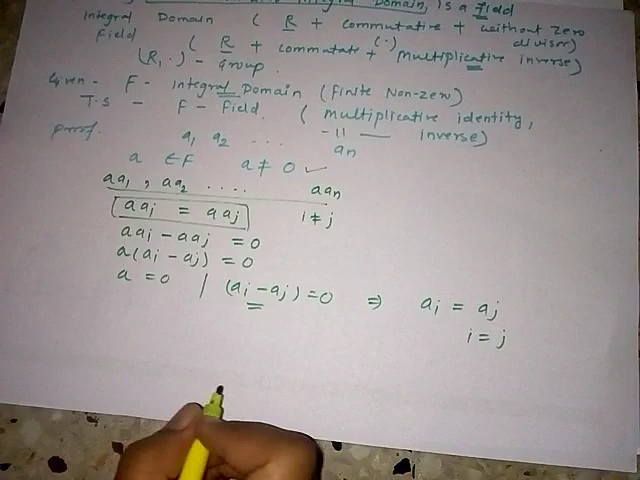 Integral Domain, is a field
Integral Domain ( R + commutative + without zero divisor)
Field ( R + commutate (·) + Multiplicative inverse)
(R, ·) - Group
Given - F - Integral Domain (Finite Non-zero)
T.S - F - Field. ( Multiplicative identity,
-11- inverse)
Proof.
a₁ a₂ ... aₙ
a ∈ F a ≠ 0 ✓
aa₁, aa₂ .... aaₙ
aaᵢ = aaⱼ i ≠ j
aaᵢ - aaⱼ = 0
a(aᵢ - aⱼ) = 0
a = 0 / (aᵢ - aⱼ) = 0 ⇒ aᵢ = aⱼ
i = j